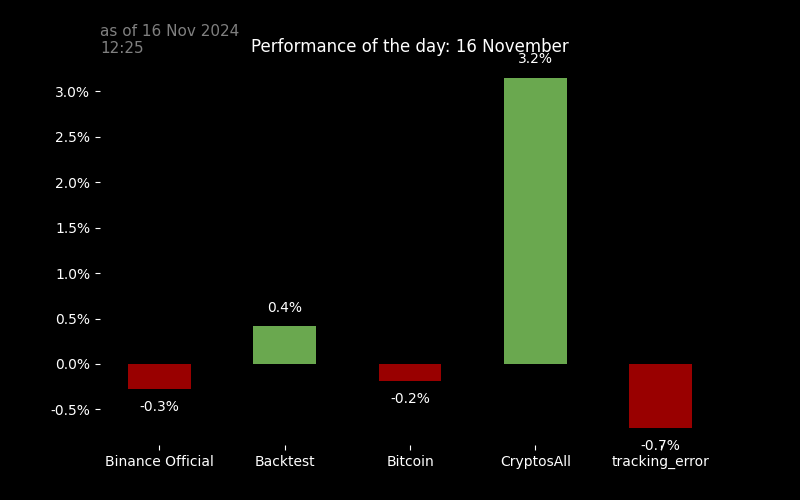 as of 16 Nov 2024
12:25
Performance of the day: 16 November
3.2%
3.0%
2.5%
2.0%
1.5%
1.0%
0.5%
0.0%
-0.5%
0.4%
-0.3%
-0.2%
-0.7%
Binance Official
Backtest
Bitcoin
CryptosAll
tracking_error